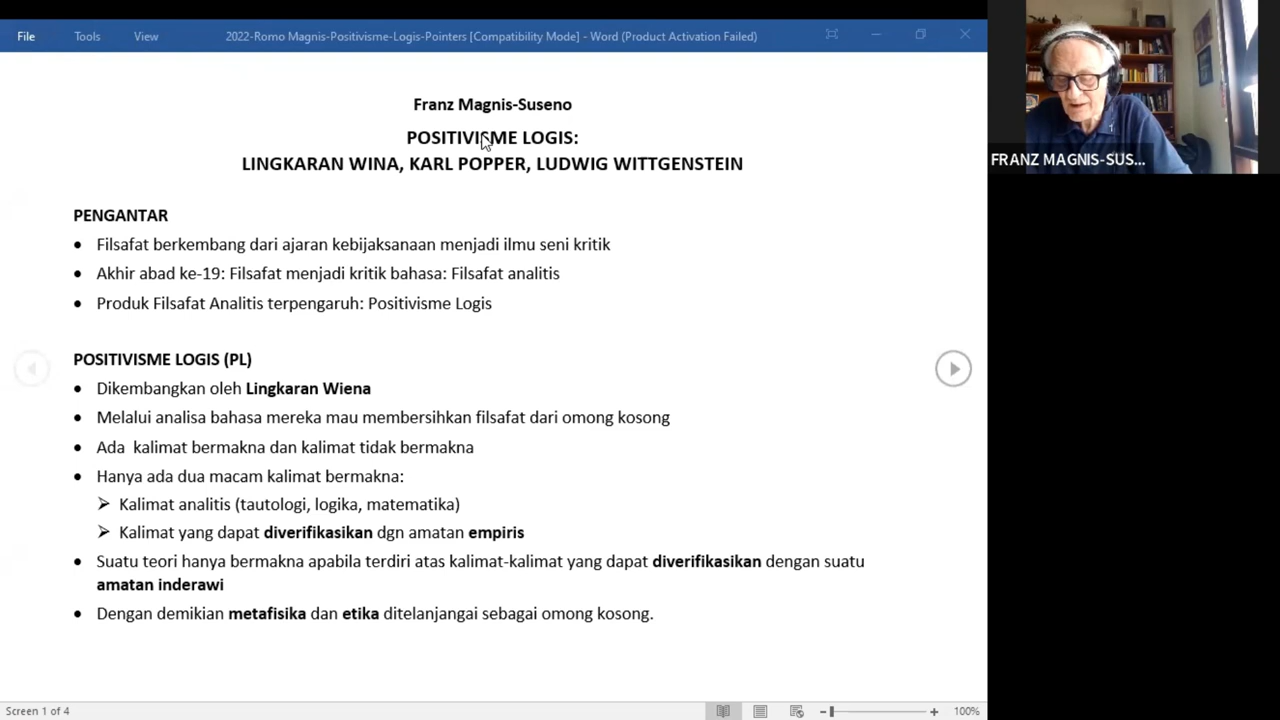 File Tools View 2022-Romo Magnis-Positivisme-Logis-Pointers [Compatibility Mode] - Word (Product Activation Failed)
Franz Magnis-Suseno
POSITIVISME LOGIS:
LINGKARAN WINA, KARL POPPER, LUDWIG WITTGENSTEIN
FRANZ MAGNIS-SUS...
PENGANTAR
• Filsafat berkembang dari ajaran kebijaksanaan menjadi ilmu seni kritik
• Akhir abad ke-19: Filsafat menjadi kritik bahasa: Filsafat analitis
• Produk Filsafat Analitis terpengaruh: Positivisme Logis
POSITIVISME LOGIS (PL)
• Dikembangkan oleh Lingkaran Wiena
• Melalui analisa bahasa mereka mau membersihkan filsafat dari omong kosong
• Ada kalimat bermakna dan kalimat tidak bermakna
• Hanya ada dua macam kalimat bermakna:
➢ Kalimat analitis (tautologi, logika, matematika)
➢ Kalimat yang dapat diverifikasikan dgn amatan empiris
• Suatu teori hanya bermakna apabila terdiri atas kalimat-kalimat yang dapat diverifikasikan dengan suatu
amatan inderawi
• Dengan demikian metafisika dan etika ditelanjangai sebagai omong kosong.
Screen 1 of 4 100%